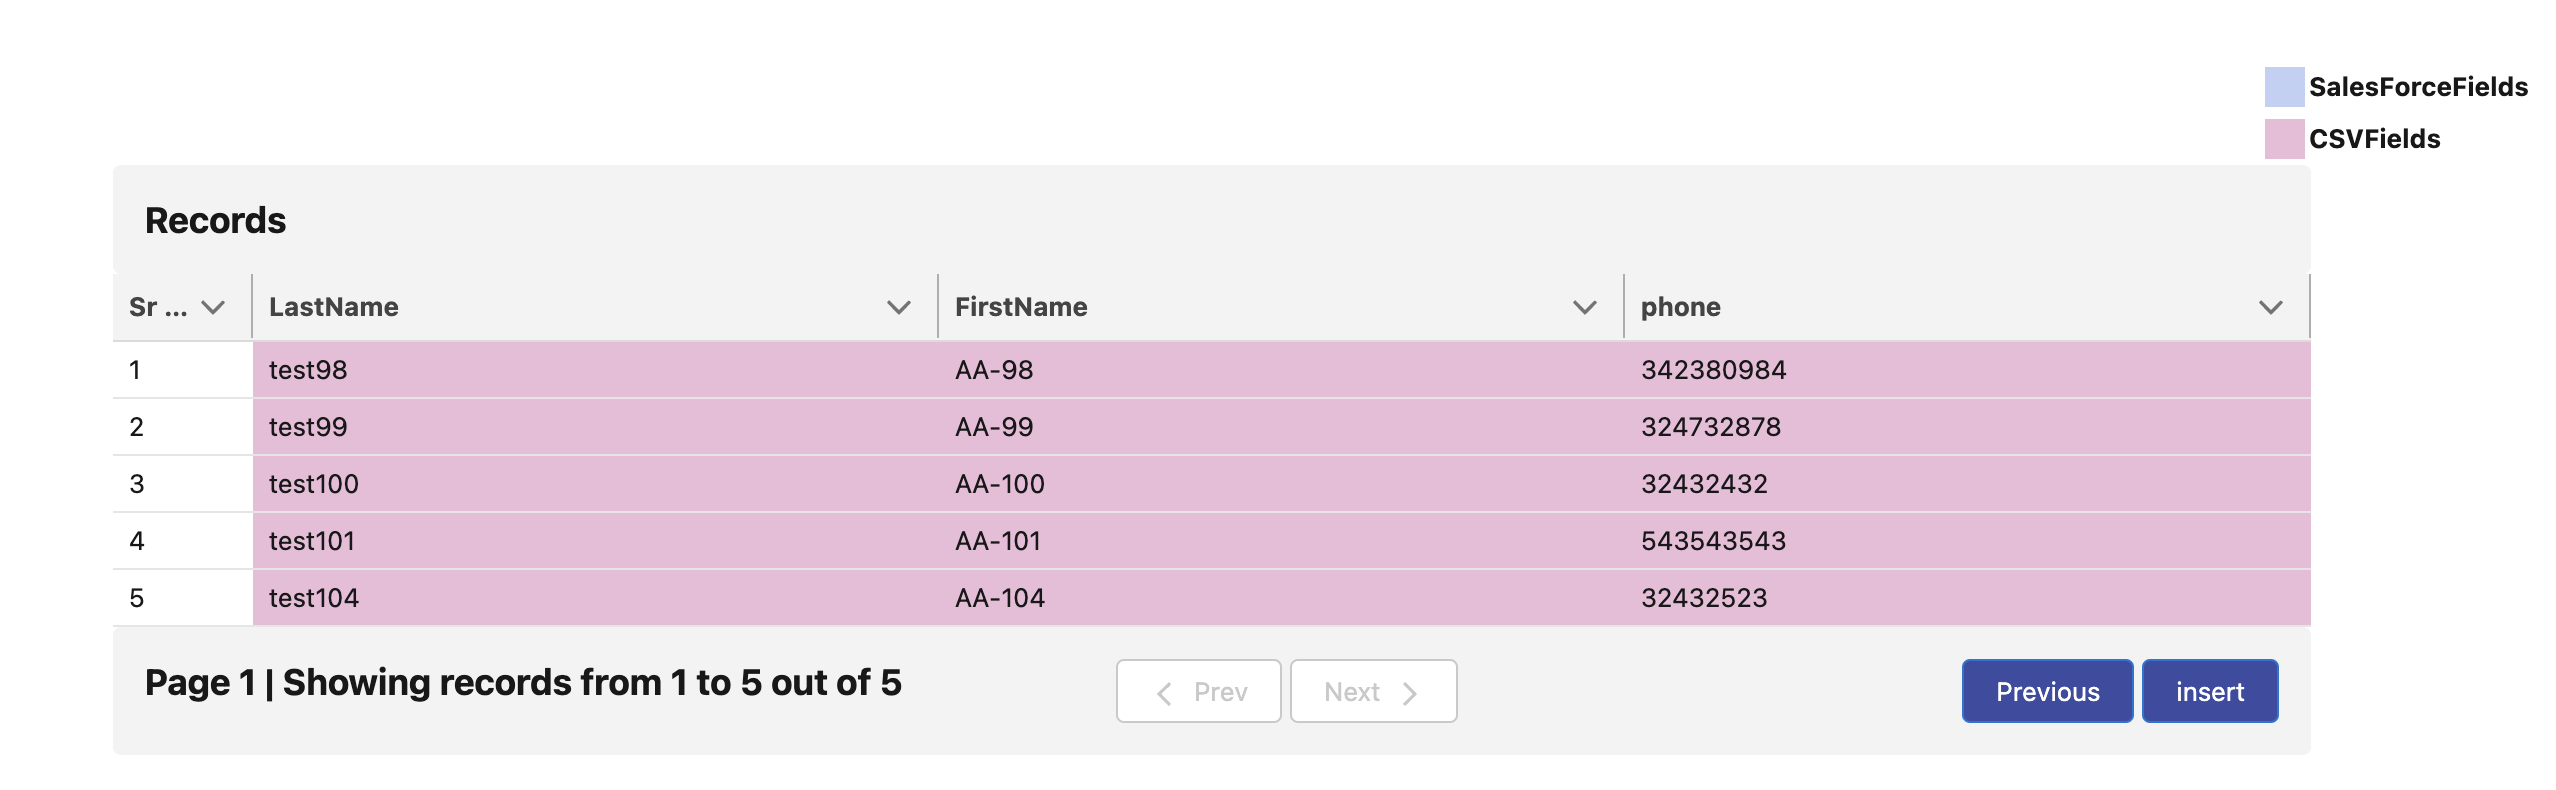 SalesForceFields
CSVFields
Records
Sr ... LastName FirstName phone
1 test98 AA-98 342380984
2 test99 AA-99 324732878
3 test100 AA-100 32432432
4 test101 AA-101 543543543
5 test104 AA-104 32432523
Page 1 | Showing records from 1 to 5 out of 5 Prev Next Previous insert